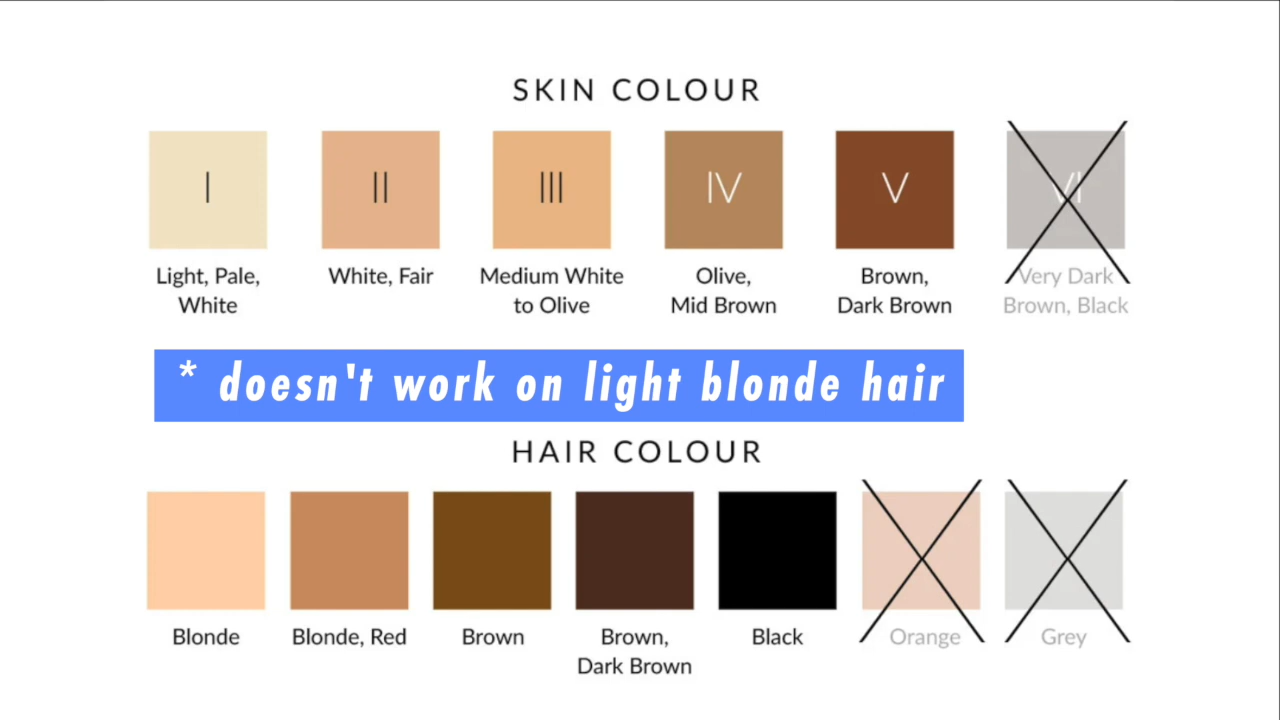 SKIN COLOUR
I II III IV V VI
Light, Pale, White, Fair Medium White Olive, Brown, Very Dark
White to Olive Mid Brown Dark Brown Brown, Black
* doesn't work on light blonde hair
HAIR COLOUR
Blonde Blonde, Red Brown Brown, Black Orange Grey
Dark Brown